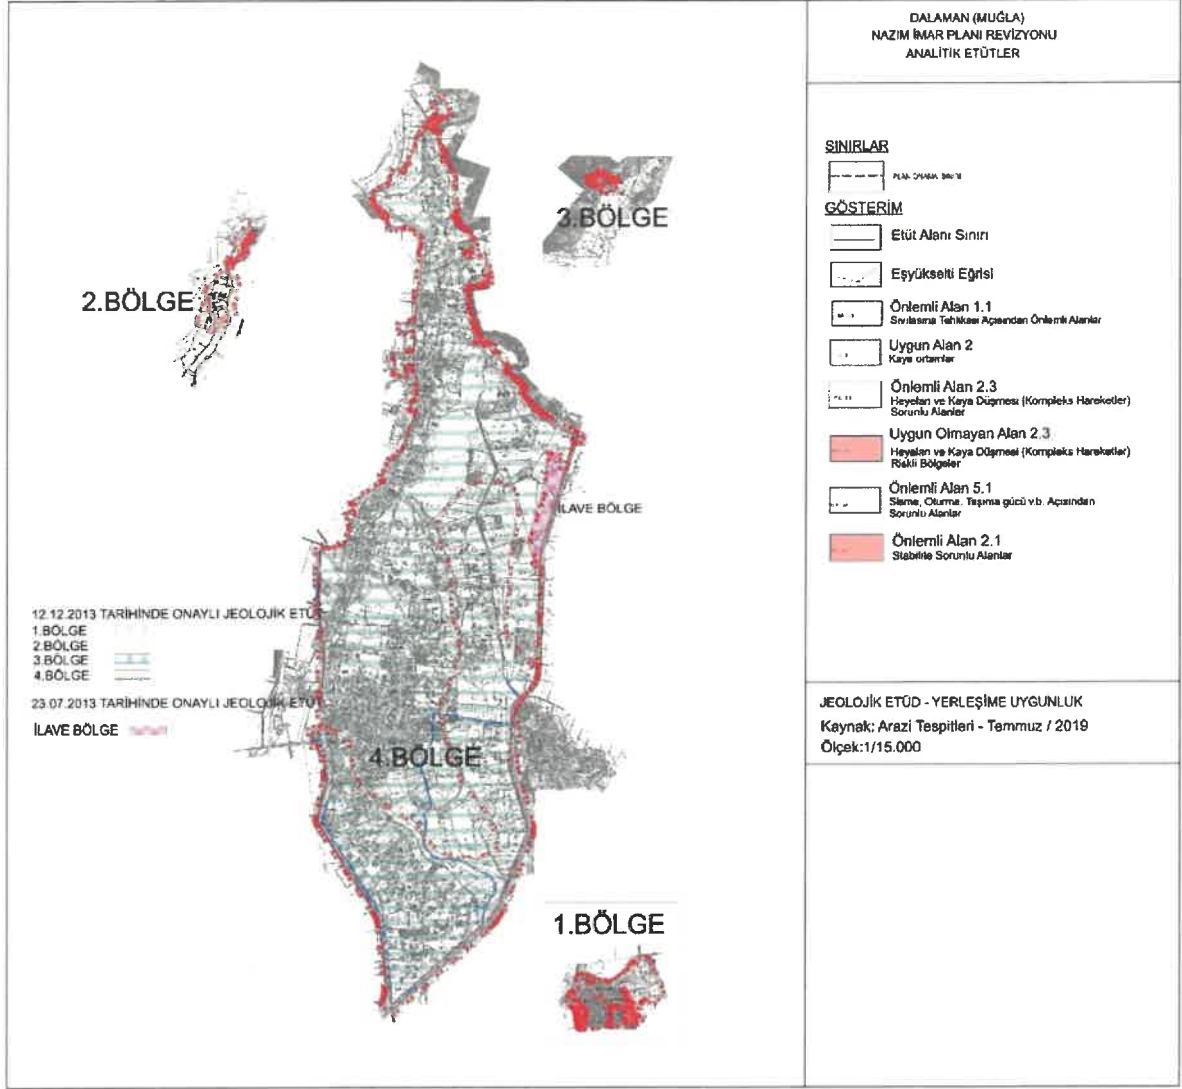 DALAMAN (MUĞLA)
NAZIM İMAR PLANI REVİZYONU
ANALİTİK ETÜTLER
SINIRLAR
PLAN ONAMA SINIRI
GÖSTERİM
Etüt Alanı Sınırı
Eşyükselti Eğrisi
Önlemli Alan 1.1
Sıvılaşma Tehlikesi Açısından Önlemli Alanlar
Uygun Alan 2
Kaya ortamlar
Önlemli Alan 2.3
Heyelan ve Kaya Düşmesi (Kompleks Hareketler)
Sorunlu Alanlar
Uygun Olmayan Alan 2.3
Heyelan ve Kaya Düşmesi (Kompleks Hareketler)
Riskli Bölgeler
Önlemli Alan 5.1
Şişme, Oturma, Taşıma gücü v.b. Açısından
Sorunlu Alanlar
Önlemli Alan 2.1
Stabilite Sorunlu Alanlar
JEOLOJİK ETÜD - YERLEŞİME UYGUNLUK
Kaynak: Arazi Tespitleri - Temmuz / 2019
Ölçek:1/15.000
3.BÖLGE
2.BÖLGE
İLAVE BÖLGE
12.12.2013 TARİHİNDE ONAYLI JEOLOJİK ETÜT
1.BÖLGE
2.BÖLGE
3.BÖLGE
4.BÖLGE
23.07.2013 TARİHİNDE ONAYLI JEOLOJİK ETÜT
İLAVE BÖLGE
4.BÖLGE
1.BÖLGE